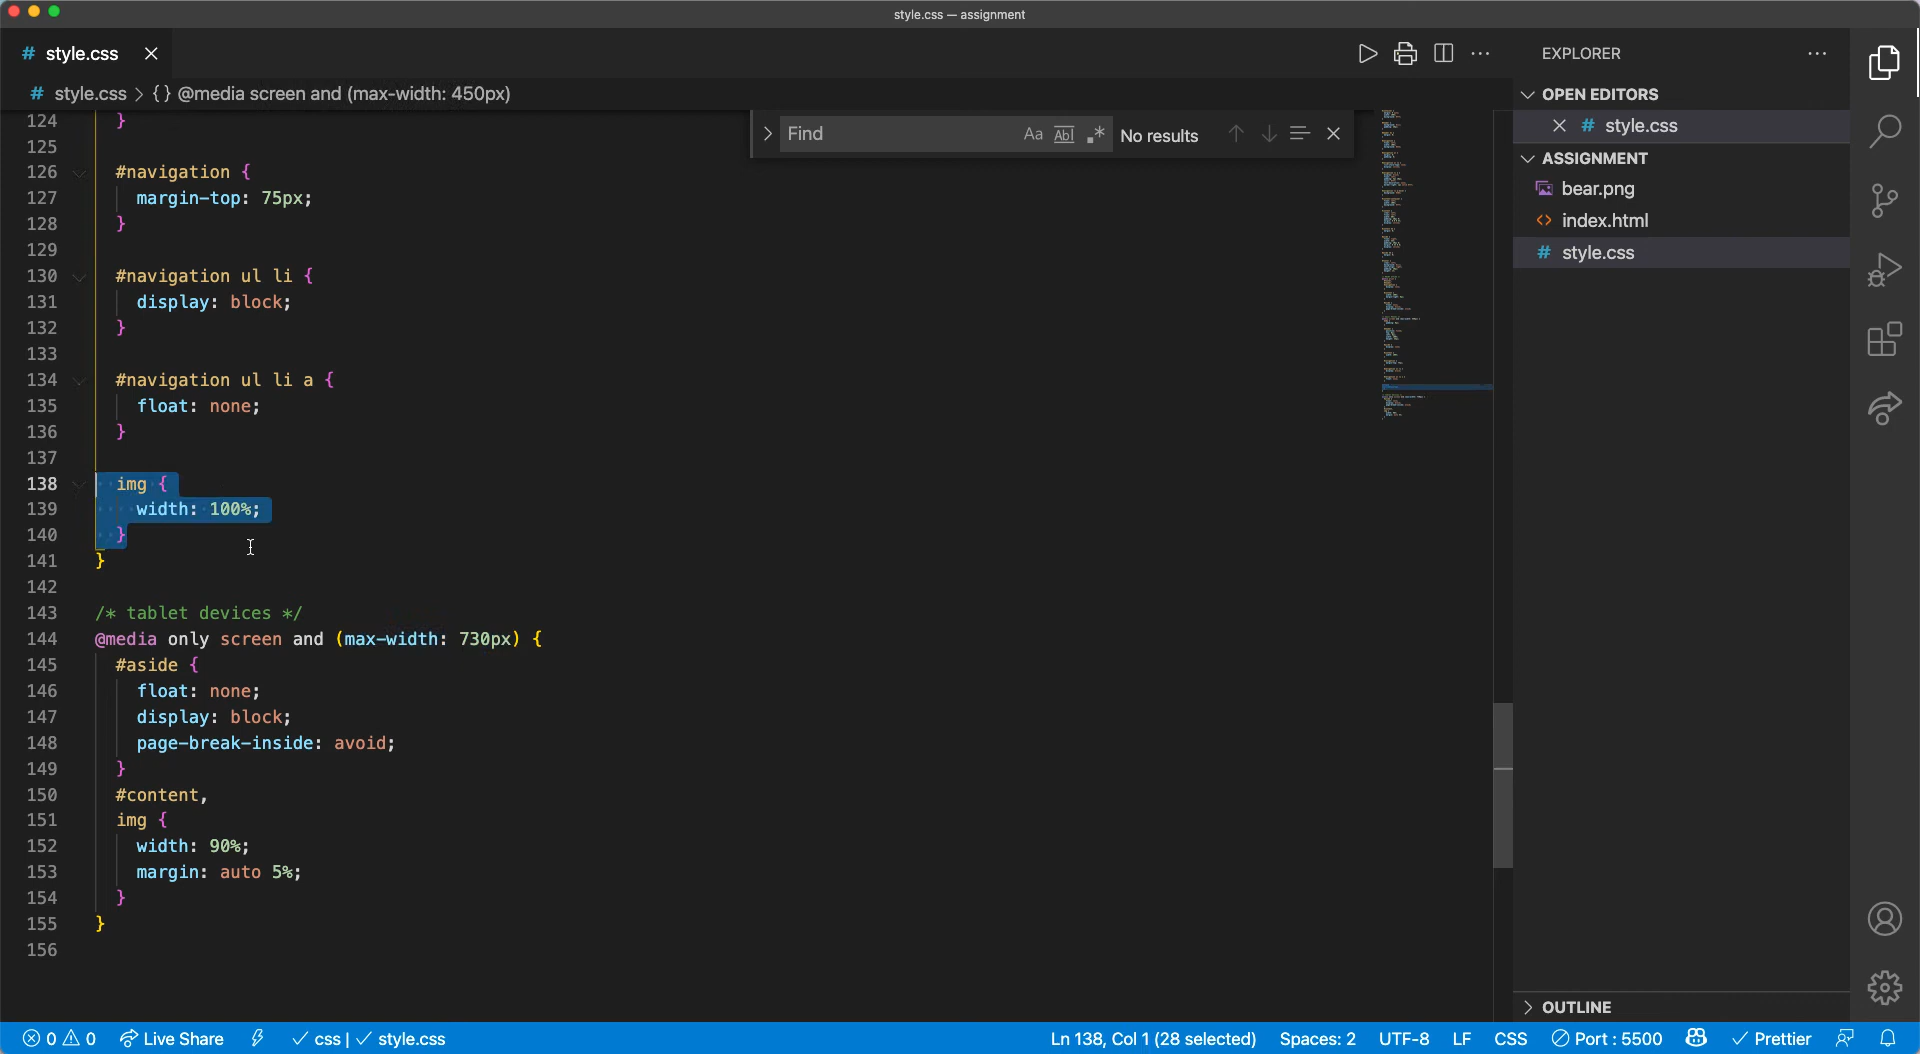 style.css — assignment
# style.css
EXPLORER
# style.css > {} @media screen and (max-width: 450px)
OPEN EDITORS
# style.css
ASSIGNMENT
bear.png
<> index.html
# style.css
Find
Aa
Abl
.*
No results
124 }
125
126 #navigation {
127 margin-top: 75px;
128 }
129
130 #navigation ul li {
131 display: block;
132 }
133
134 #navigation ul li a {
135 float: none;
136 }
137
138 img {
139 width: 100%;
140 }
141 }
142
143 /* tablet devices */
144 @media only screen and (max-width: 730px) {
145 #aside {
146 float: none;
147 display: block;
148 page-break-inside: avoid;
149 }
150 #content,
151 img {
152 width: 90%;
153 margin: auto 5%;
154 }
155 }
156
OUTLINE
0 0 Live Share css | style.css
Ln 138, Col 1 (28 selected) Spaces: 2 UTF-8 LF CSS Port : 5500 Prettier